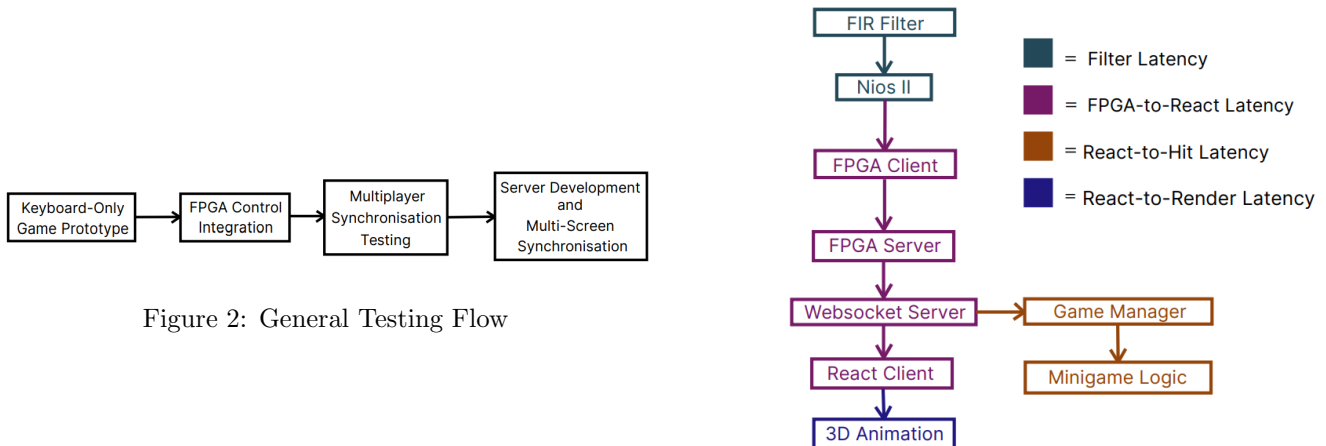 Keyboard-Only
Game Prototype
FPGA Control
Integration
Multiplayer
Synchronisation
Testing
Server Development
and
Multi-Screen
Synchronisation
Figure 2: General Testing Flow
FIR Filter
Nios II
FPGA Client
FPGA Server
Websocket Server
Game Manager
React Client
Minigame Logic
3D Animation
= Filter Latency
= FPGA-to-React Latency
= React-to-Hit Latency
= React-to-Render Latency